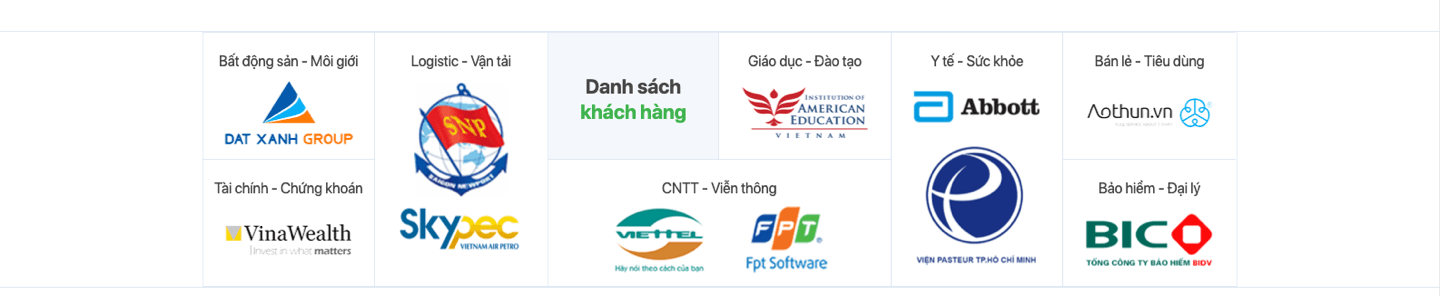 Bất động sản - Môi giới
DAT XANH GROUP
Logistic - Vận tải
SNP
SAIGON NEWPORT
Skypec
VIETNAM AIR PETRO
Danh sách
khách hàng
Giáo dục - Đào tạo
INSTITUTION OF
AMERICAN
EDUCATION
VIETNAM
Y tế - Sức khỏe
Abbott
VIỆN PASTEUR TP.HỒ CHÍ MINH
Bán lẻ - Tiêu dùng
Aothun.vn
Tài chính - Chứng khoán
VinaWealth
Invest in what matters
CNTT - Viễn thông
VIETTEL
Hãy nói theo cách của bạn
FPT
Fpt Software
Bảo hiểm - Đại lý
BIC
TỔNG CÔNG TY BẢO HIỂM BIDV